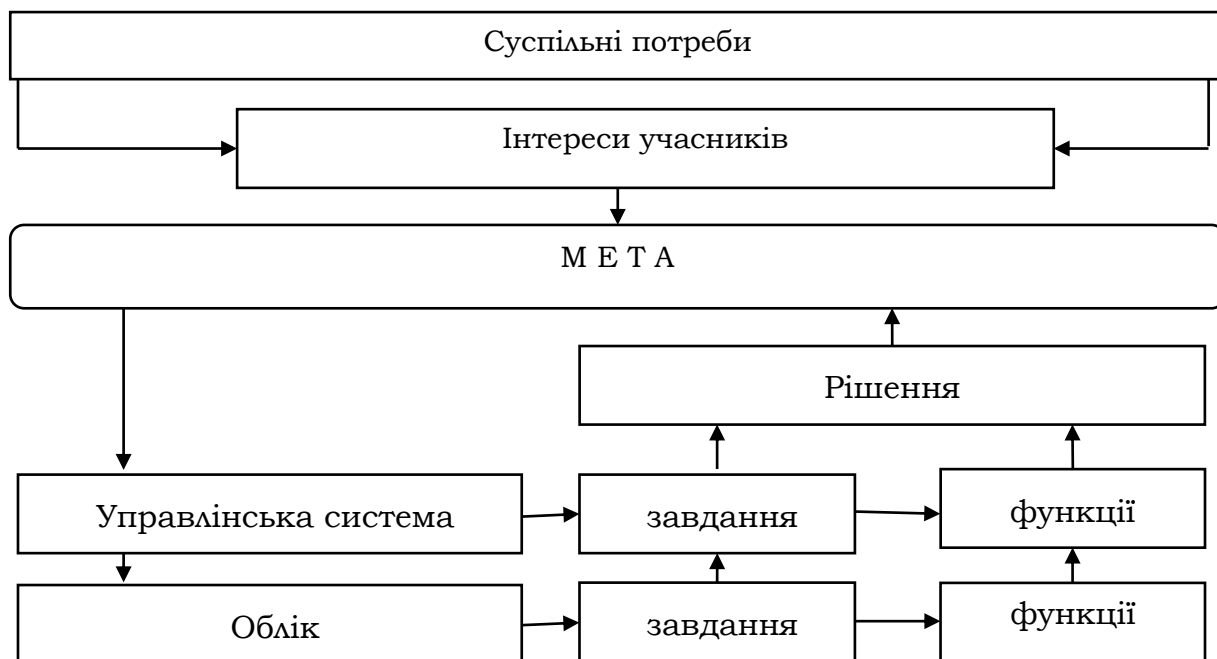 Суспільні потреби
Інтереси учасників
М Е Т А
Рішення
Управлінська система
завдання
функції
Облік
завдання
функції